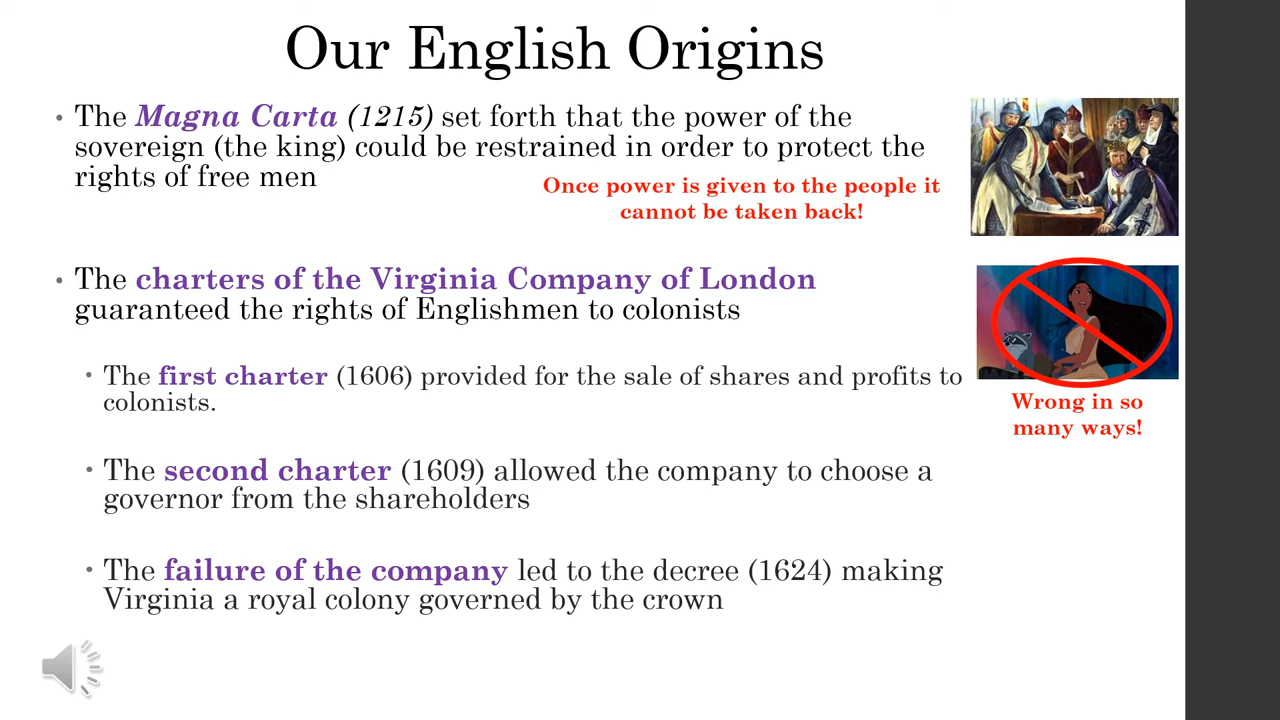 Our English Origins
• The Magna Carta (1215) set forth that the power of the
sovereign (the king) could be restrained in order to protect the
rights of free men
Once power is given to the people it
cannot be taken back!
• The charters of the Virginia Company of London
guaranteed the rights of Englishmen to colonists
• The first charter (1606) provided for the sale of shares and profits to
colonists.
Wrong in so
many ways!
• The second charter (1609) allowed the company to choose a
governor from the shareholders
• The failure of the company led to the decree (1624) making
Virginia a royal colony governed by the crown